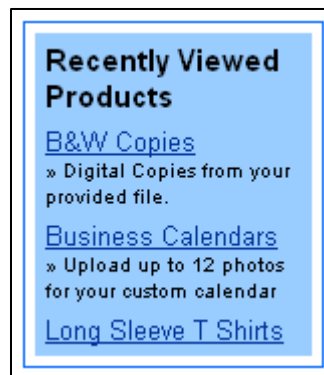 Recently Viewed
Products
B&W Copies
» Digital Copies from your
provided file.
Business Calendars
» Upload up to 12 photos
for your custom calendar
Long Sleeve T Shirts